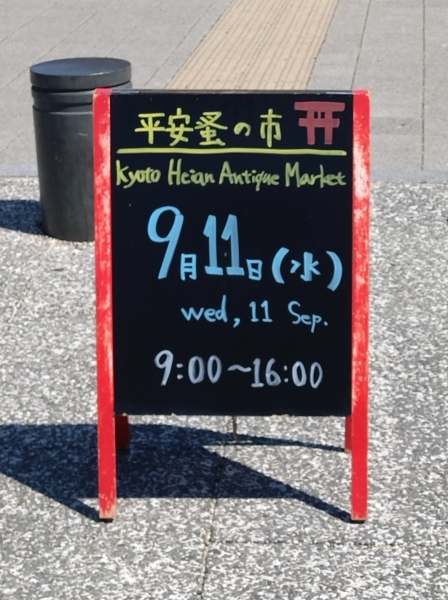 平安蚤の市
Kyoto Heian Antique Market
9月11日(水)
wed, 11 Sep.
9:00〜16:00